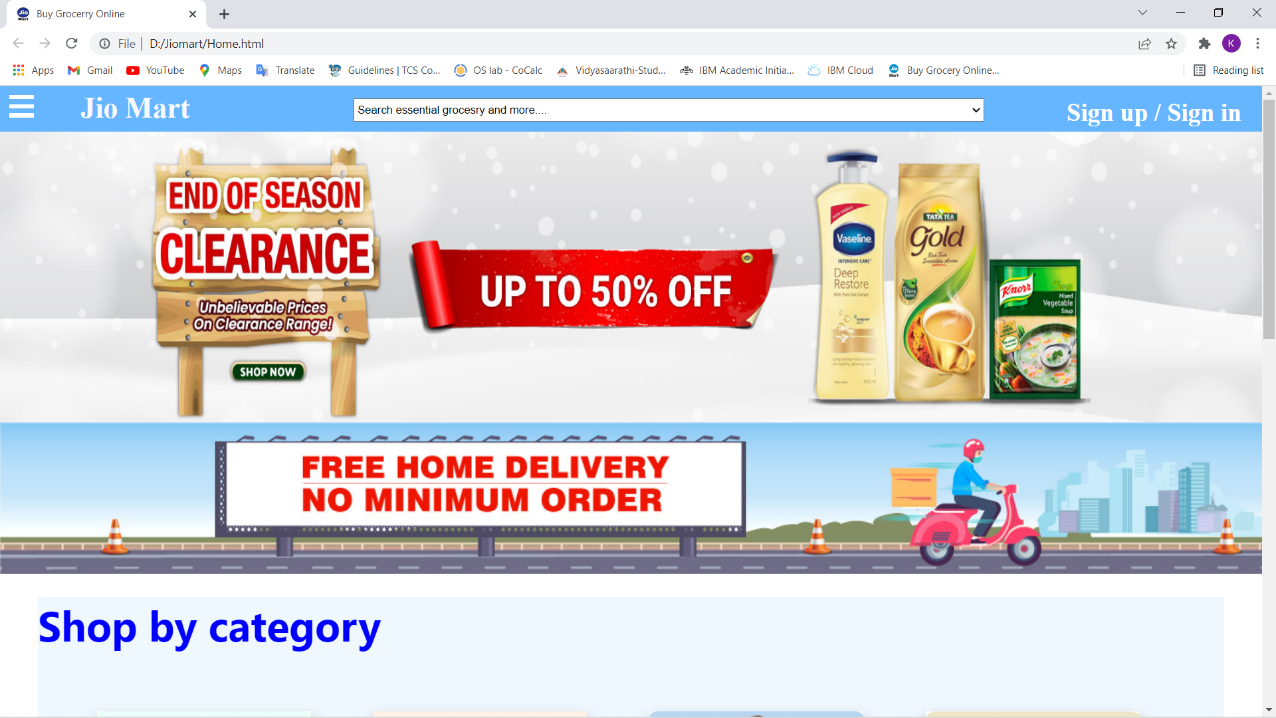 Jio Mart
Buy Grocerry Online
File
D:/Jiomart/Home.html
K
Apps
Gmail
YouTube
Maps
Translate
Guidelines | TCS Co...
OS lab - CoCalc
Vidyasaarathi-Stud...
IBM Academic Initia...
IBM Cloud
Buy Grocery Online...
Reading list
Jio Mart
Search essential grocesry and more....
Sign up / Sign in
END OF SEASON
CLEARANCE
Unbelievable Prices
On Clearance Range!
SHOP NOW
UP TO 50% OFF
Vaseline
INTENSIVE CARE
Deep
Restore
TATA TEA
Gold
Knorr
Mixed
Vegetable
Soup
FREE HOME DELIVERY
NO MINIMUM ORDER
Shop by category